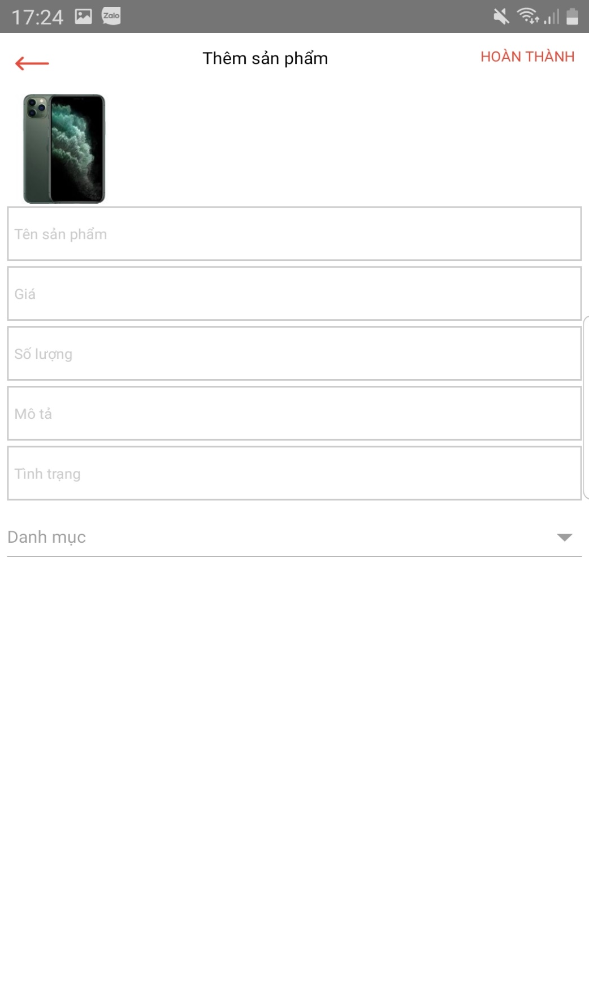 17:24 Zalo
Thêm sản phẩm
HOÀN THÀNH
Tên sản phẩm
Giá
Số lượng
Mô tả
Tình trạng
Danh mục